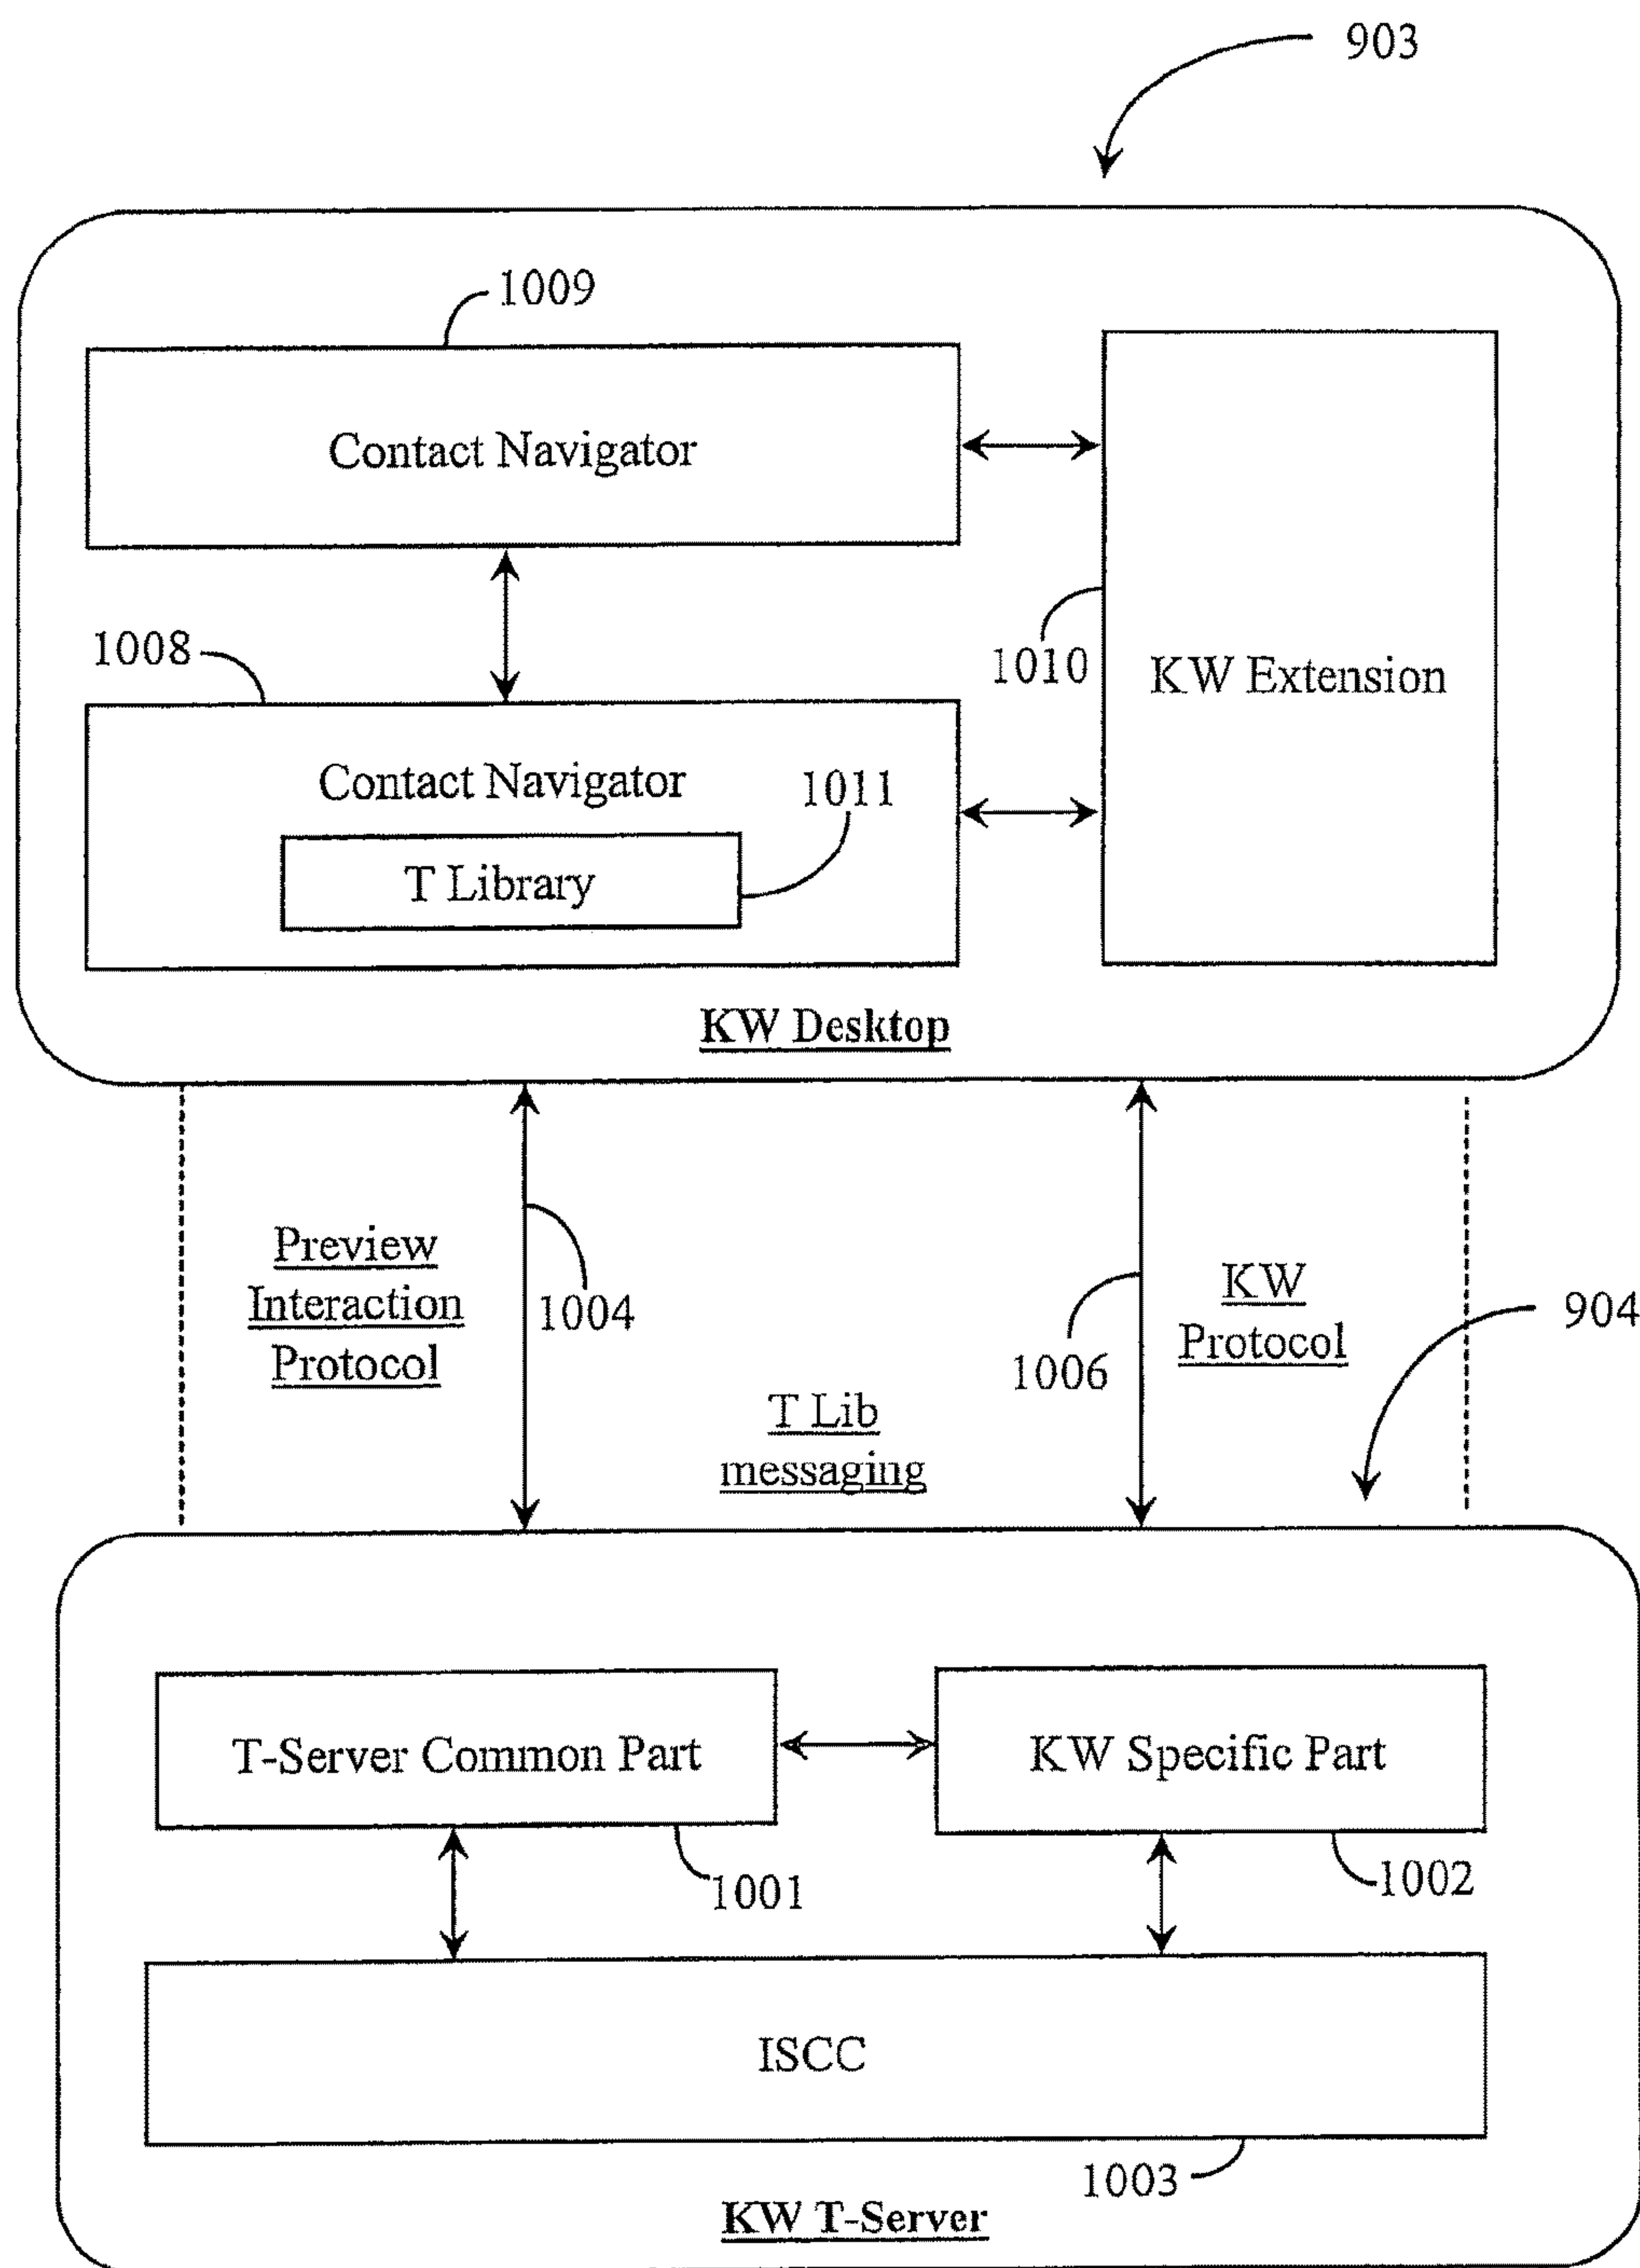 903
1009
Contact Navigator
1008
1010
KW Extension
Contact Navigator
1011
T Library
KW Desktop
Preview
Interaction
Protocol
1004
1006
KW
Protocol
904
T Lib
messaging
T-Server Common Part
KW Specific Part
1001
1002
ISCC
1003
KW T-Server